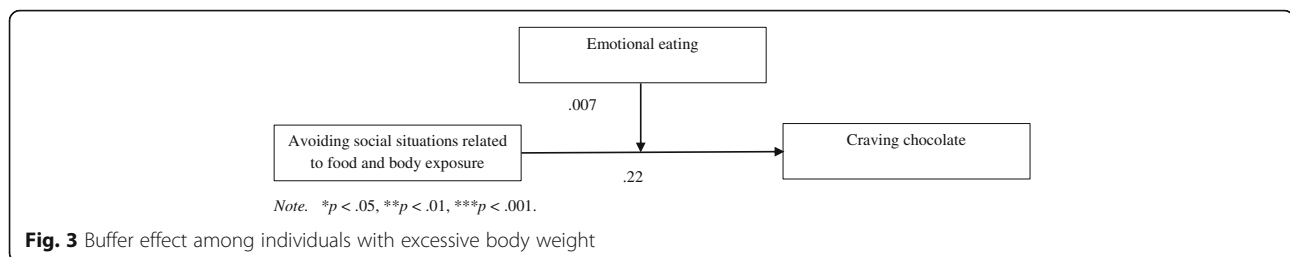 Emotional eating
.007
Avoiding social situations related
to food and body exposure
Craving chocolate
.22
Note. *p < .05, **p < .01, ***p < .001.
Fig. 3 Buffer effect among individuals with excessive body weight